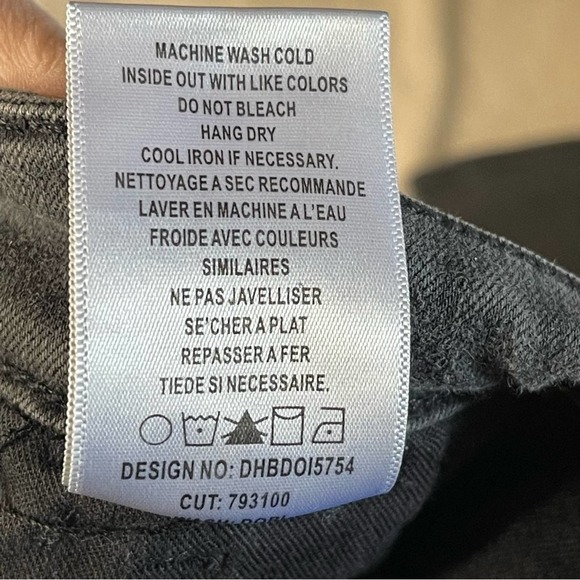 MACHINE WASH COLD
INSIDE OUT WITH LIKE COLORS
DO NOT BLEACH
HANG DRY
COOL IRON IF NECESSARY.
NETTOYAGE A SEC RECOMMANDE
LAVER EN MACHINE A L'EAU
FROIDE AVEC COULEURS
SIMILAIRES
NE PAS JAVELLISER
SE'CHER A PLAT
REPASSER A FER
TIEDE SI NECESSAIRE.
DESIGN NO: DHBDOI5754
CUT: 793100